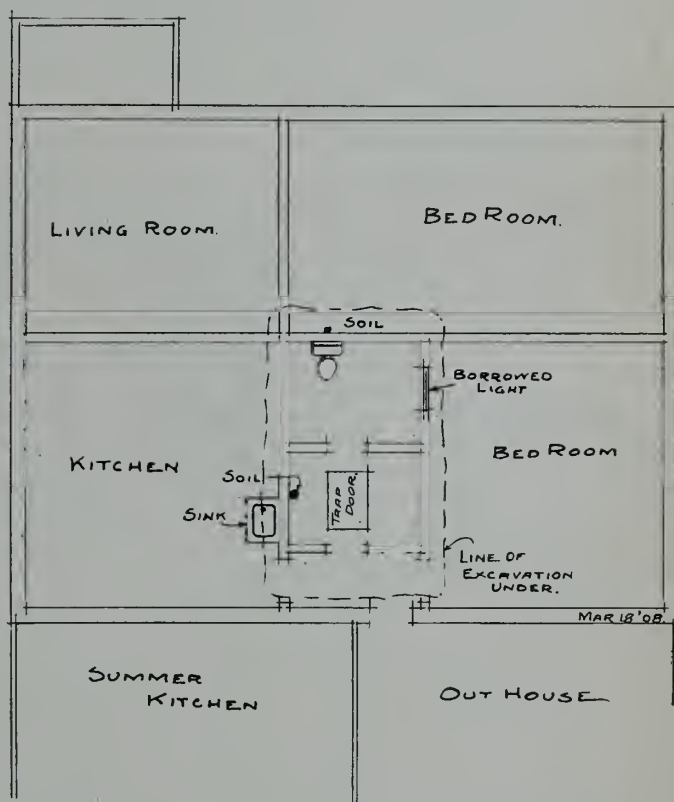 LIVING ROOM.
BED ROOM.
SOIL
BORROWED
LIGHT
KITCHEN
BED ROOM
SOIL
TRAP
DOOR.
SINK
LINE OF
EXCAVATION
UNDER.
MAR 18 '08.
SUMMER
KITCHEN
OUT HOUSE